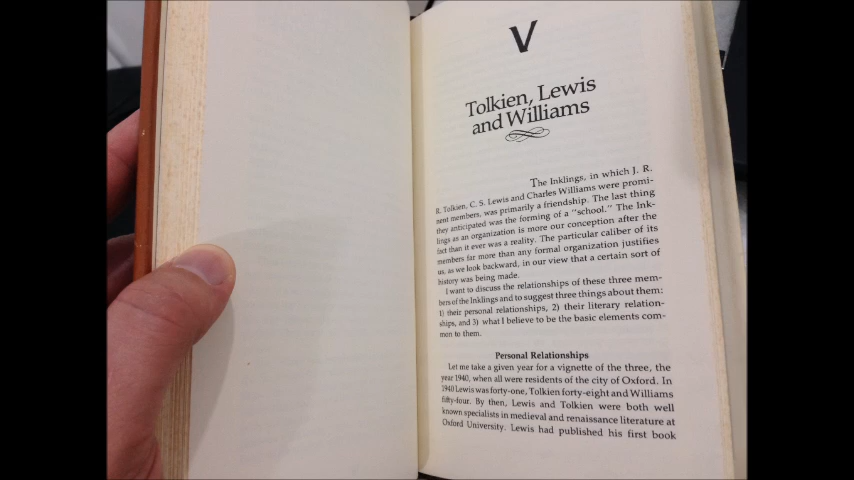 V
Tolkien, Lewis
and Williams
The Inklings, in which J. R.
R. Tolkien, C. S. Lewis and Charles Williams were promi-
nent members, was primarily a friendship. The last thing
they anticipated was the forming of a "school." The Ink-
lings as an organization is more our conception after the
fact than it ever was a reality. The particular caliber of its
members far more than any formal organization justifies
us, as we look backward, in our view that a certain sort of
history was being made.
I want to discuss the relationships of these three mem-
bers of the Inklings and to suggest three things about them:
1) their personal relationships, 2) their literary relation-
ships, and 3) what I believe to be the basic elements com-
mon to them.
Personal Relationships
Let me take a given year for a vignette of the three, the
year 1940, when all were residents of the city of Oxford. In
1940 Lewis was forty-one, Tolkien forty-eight and Williams
fifty-four. By then, Lewis and Tolkien were both well
known specialists in medieval and renaissance literature at
Oxford University. Lewis had published his first book